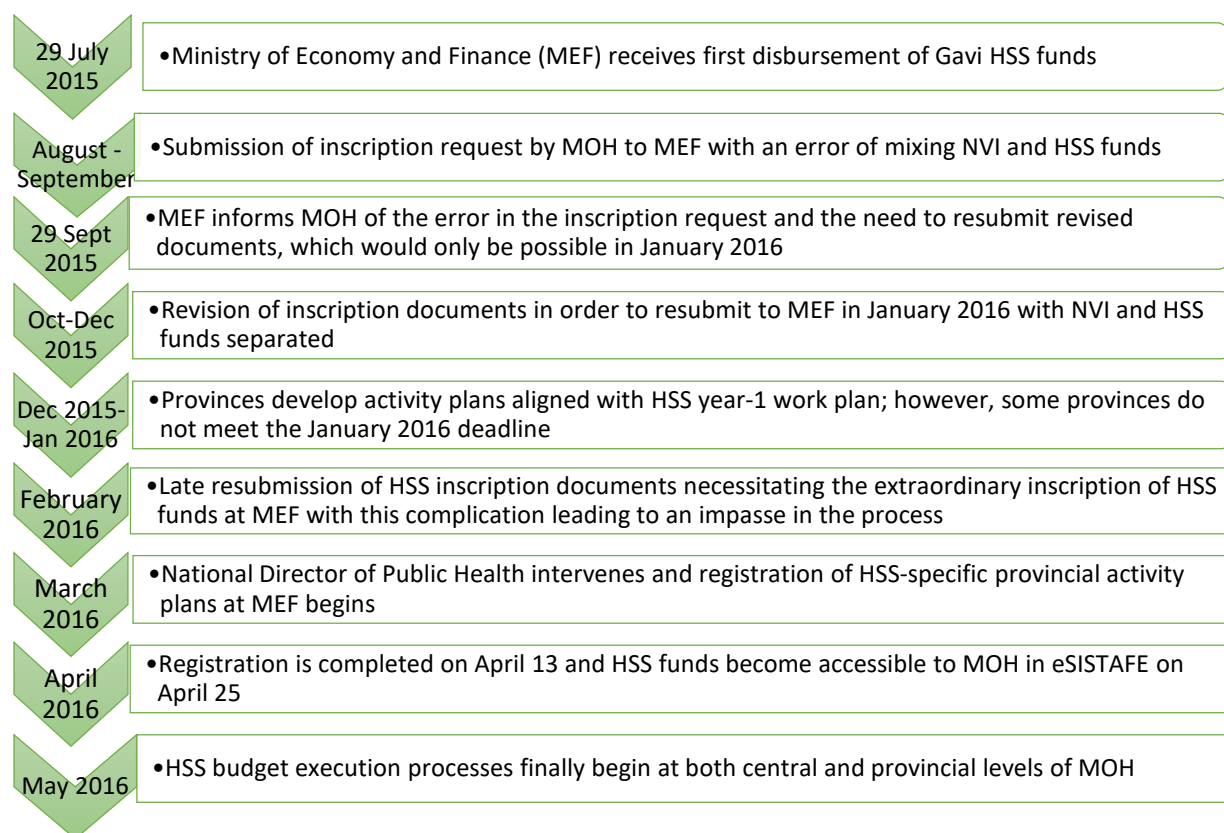 29 July
2015
•Ministry of Economy and Finance (MEF) receives first disbursement of Gavi HSS funds
August -
September
•Submission of inscription request by MOH to MEF with an error of mixing NVI and HSS funds
29 Sept
2015
•MEF informs MOH of the error in the inscription request and the need to resubmit revised
documents, which would only be possible in January 2016
Oct-Dec
2015
•Revision of inscription documents in order to resubmit to MEF in January 2016 with NVI and HSS
funds separated
Dec 2015-
Jan 2016
•Provinces develop activity plans aligned with HSS year-1 work plan; however, some provinces do
not meet the January 2016 deadline
February
2016
•Late resubmission of HSS inscription documents necessitating the extraordinary inscription of HSS
funds at MEF with this complication leading to an impasse in the process
March
2016
•National Director of Public Health intervenes and registration of HSS-specific provincial activity
plans at MEF begins
April
2016
•Registration is completed on April 13 and HSS funds become accessible to MOH in eSISTAFE on
April 25
May 2016
•HSS budget execution processes finally begin at both central and provincial levels of MOH